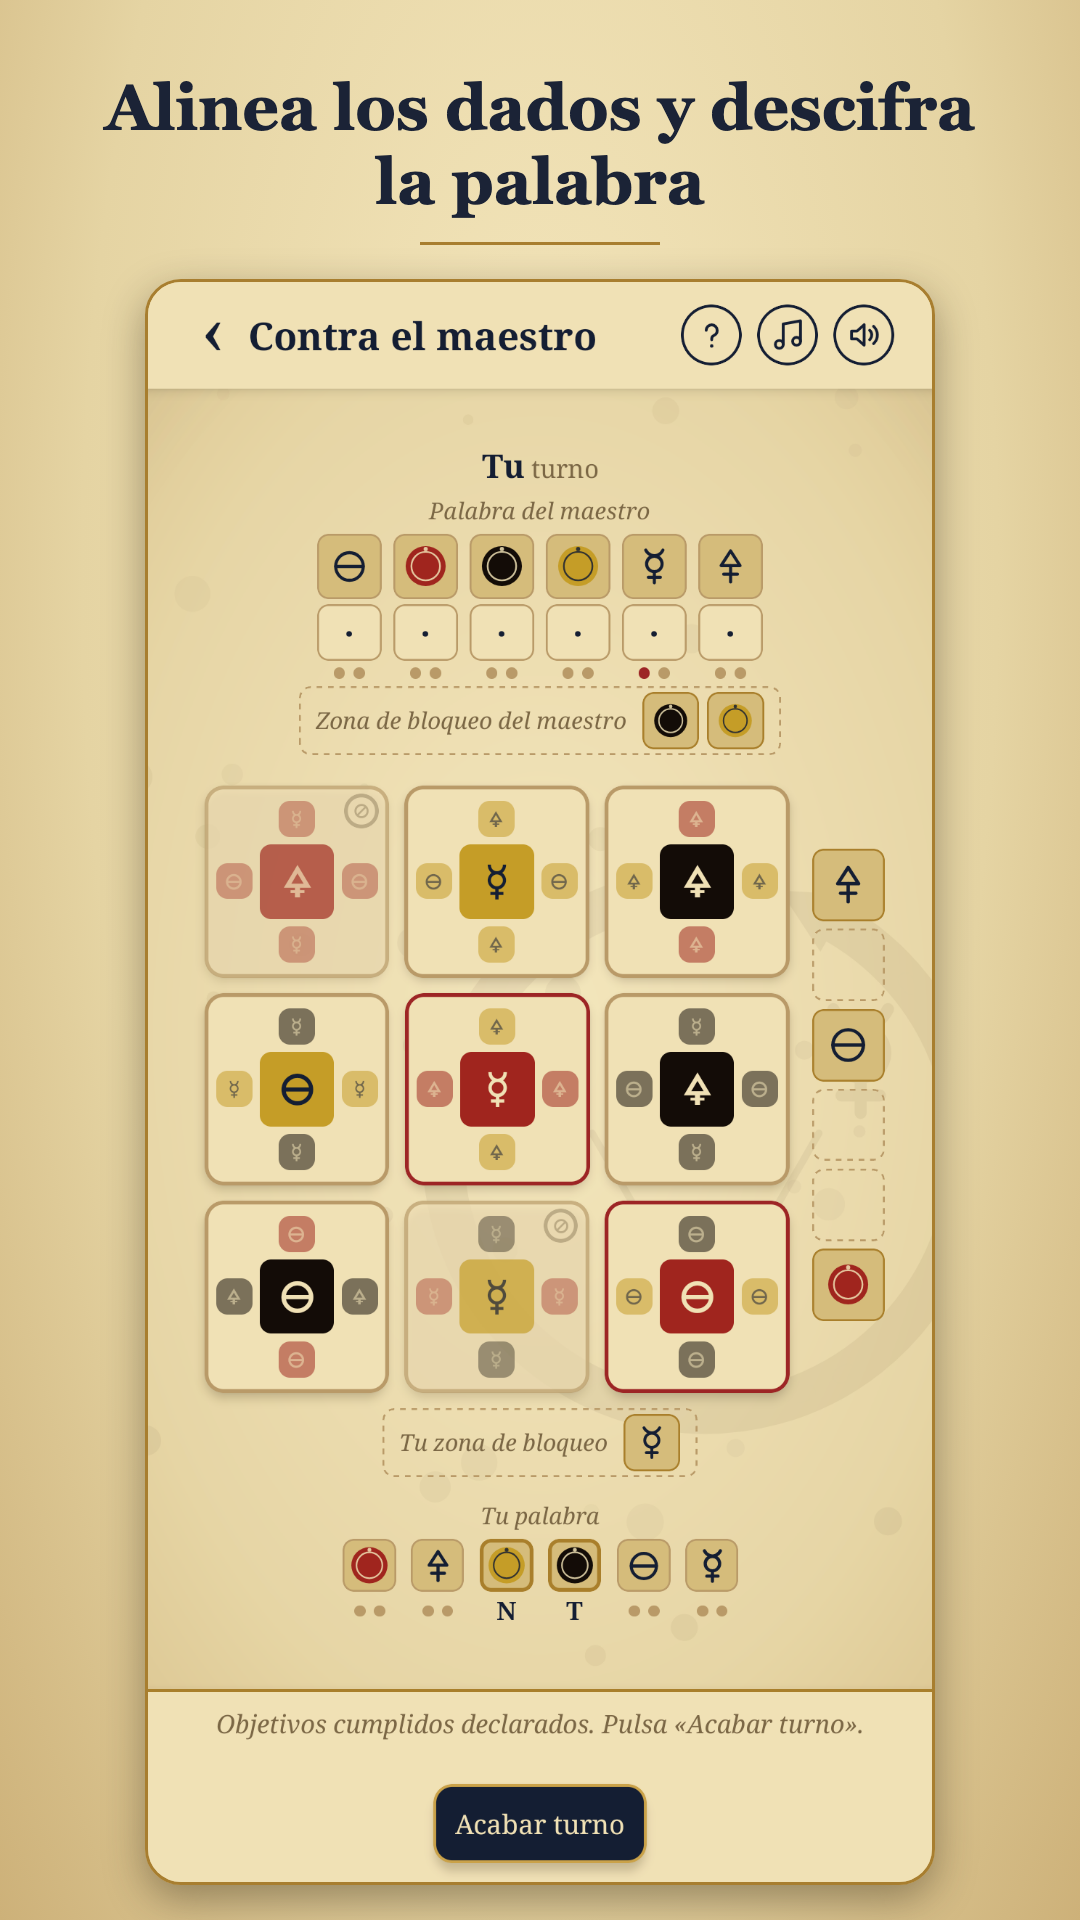 Alinea los dados y descifra
la palabra
Contra el maestro
?
Tu turno
Palabra del maestro
Zona de bloqueo del maestro
Tu zona de bloqueo
Tu palabra
N T
Objetivos cumplidos declarados. Pulsa «Acabar turno».
Acabar turno